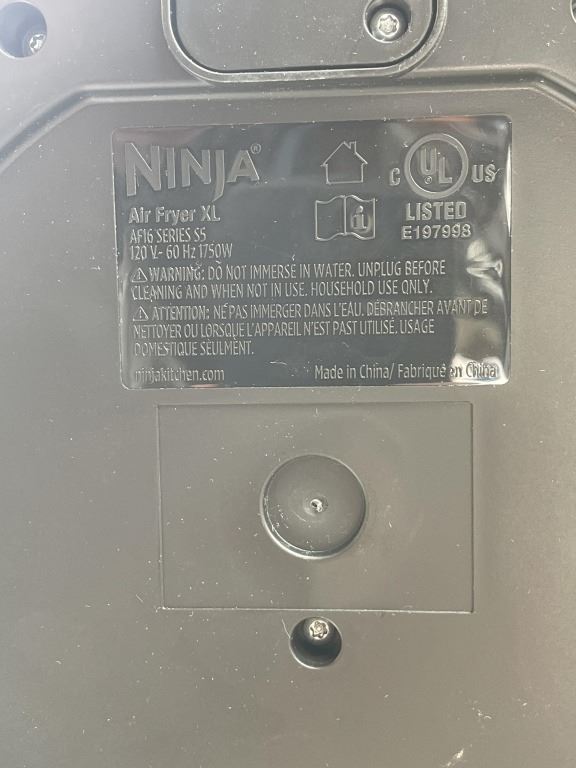 NINJA®
Air Fryer XL
AF16 SERIES S5
120 V~ 60 Hz 1750W
C UL US
®
LISTED
E197998
⚠ WARNING: DO NOT IMMERSE IN WATER. UNPLUG BEFORE
CLEANING AND WHEN NOT IN USE. HOUSEHOLD USE ONLY.
⚠ ATTENTION: NE PAS IMMERGER DANS L'EAU. DÉBRANCHER AVANT DE
NETTOYER OU LORSQUE L'APPAREIL N'EST PAST UTILISÉ, USAGE
DOMESTIQUE SEULMENT.
ninjakitchen.com
Made in China/ Fabriqué en China